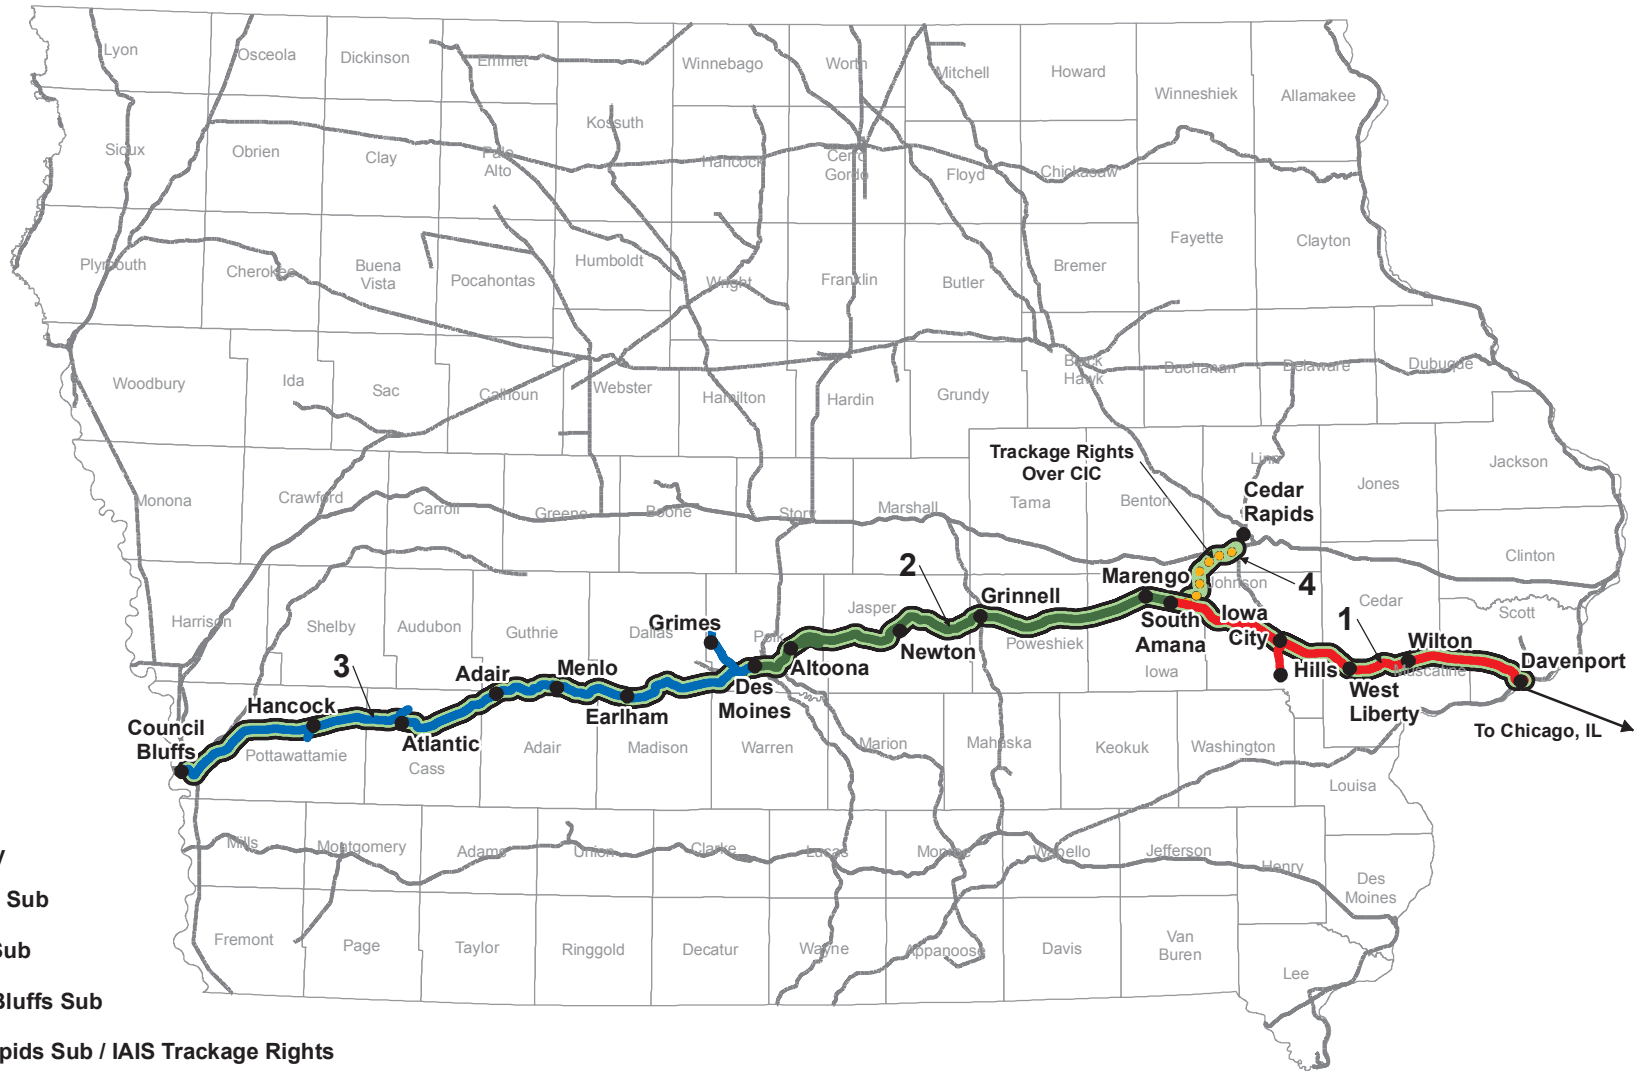 Lyon
Osceola
Dickinson
Emmet
Winnebago
Worth
Mitchell
Howard
Winneshiek
Allamakee
Sioux
Obrien
Clay
Palo
Alto
Kossuth
Hancock
Cerro
Gordo
Floyd
Chickasaw
Plymouth
Cherokee
Buena
Vista
Pocahontas
Humboldt
Wright
Franklin
Butler
Bremer
Fayette
Clayton
Woodbury
Ida
Sac
Calhoun
Webster
Hamilton
Hardin
Grundy
Black
Hawk
Buchanan
Delaware
Dubuque
Trackage Rights
Over CIC
Monona
Crawford
Carroll
Greene
Boone
Story
Marshall
Tama
Benton
Linn
Cedar
Rapids
Jones
Jackson
Clinton
Harrison
Shelby
Audubon
Guthrie
Dallas
Grimes
Polk
Jasper
2
Grinnell
Poweshiek
Marengo
Johnson
4
South
Amana
Iowa
City
Iowa
Cedar
1
Scott
Hills
West
Liberty
Wilton
Muscatine
Davenport
To Chicago, IL
Council
Bluffs
Hancock
3
Atlantic
Adair
Menlo
Earlham
Des
Moines
Altoona
Newton
Pottawattamie
Cass
Adair
Madison
Warren
Marion
Mahaska
Keokuk
Washington
Louisa
Mills
Montgomery
Adams
Union
Clarke
Lucas
Monroe
Wapello
Jefferson
Henry
Des
Moines
Fremont
Page
Taylor
Ringgold
Decatur
Wayne
Appanoose
Davis
Van
Buren
Lee
Sub
Sub
Bluffs Sub
pids Sub / IAIS Trackage Rights